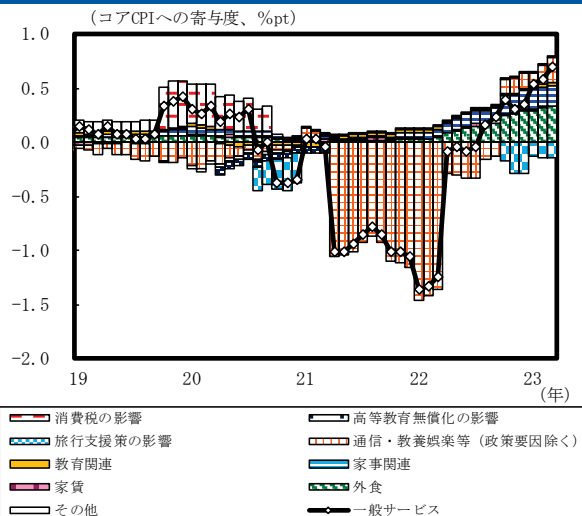 (コアCPIへの寄与度、%pt)
1.0
0.5
0.0
-0.5
-1.0
-1.5
-2.0
19 20 21 22 23
(年)
消費税の影響 高等教育無償化の影響
旅行支援策の影響 通信・教養娯楽等(政策要因除く)
教育関連 家事関連
家賃 外食
その他 一般サービス